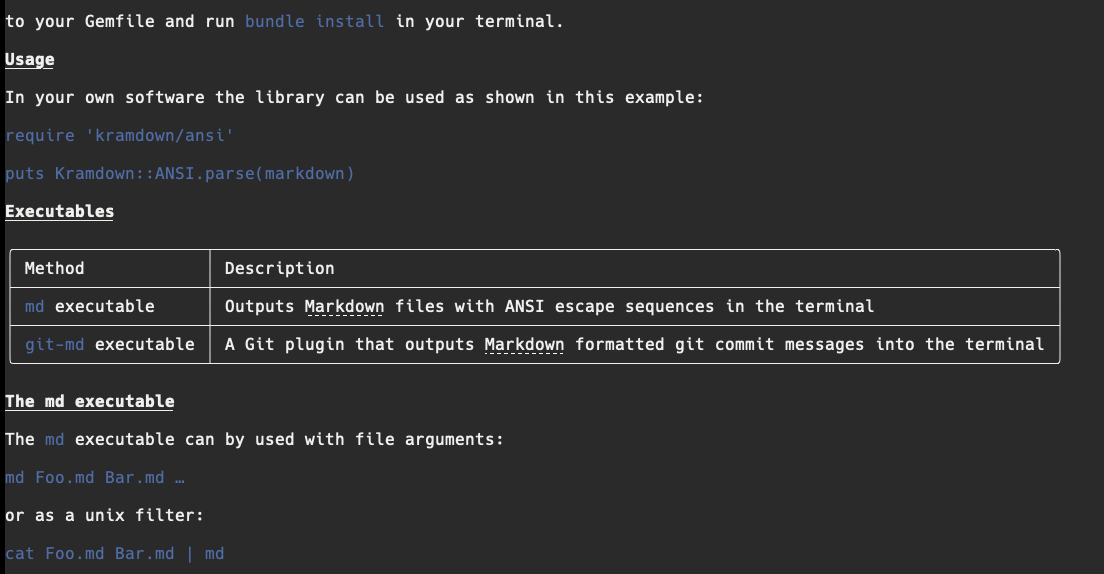 to your Gemfile and run bundle install in your terminal.
Usage
In your own software the library can be used as shown in this example:
require 'kramdown/ansi'
puts Kramdown::ANSI.parse(markdown)
Executables
Method Description
md executable Outputs Markdown files with ANSI escape sequences in the terminal
git-md executable A Git plugin that outputs Markdown formatted git commit messages into the terminal
The md executable
The md executable can by used with file arguments:
md Foo.md Bar.md …
or as a unix filter:
cat Foo.md Bar.md | md